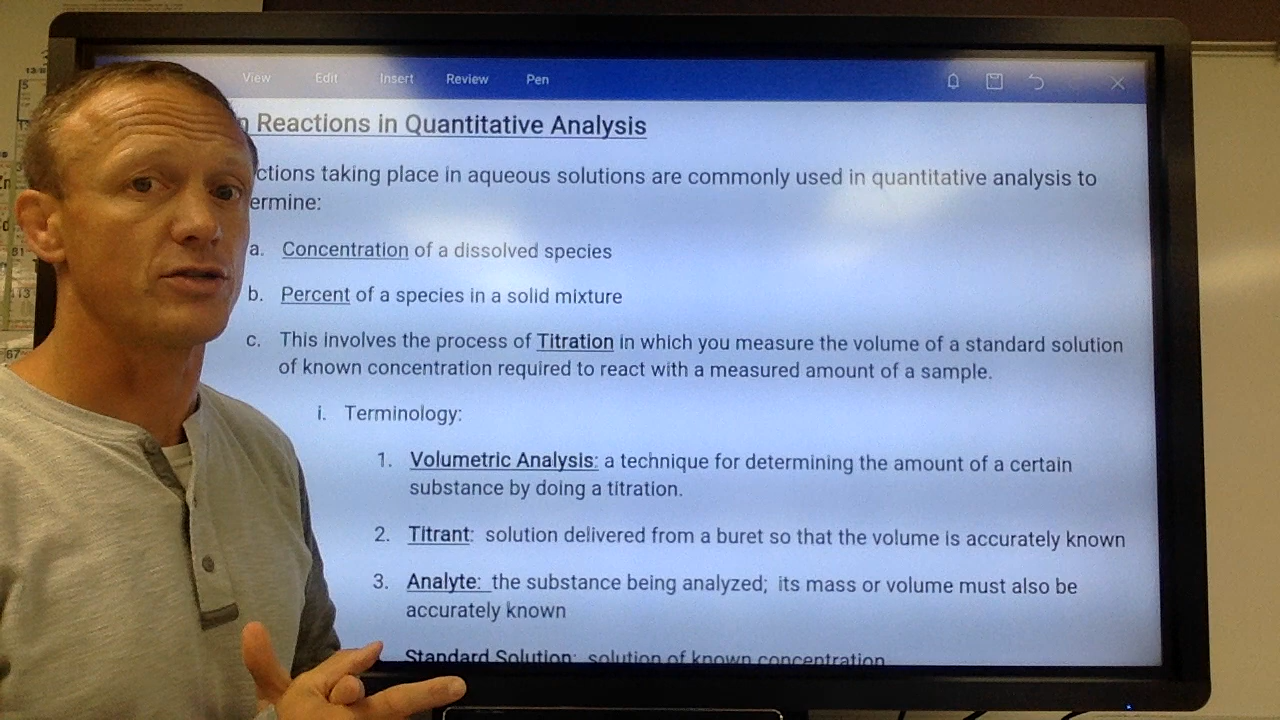 View Edit Insert Review Pen
Reactions in Quantitative Analysis
ctions taking place in aqueous solutions are commonly used in quantitative analysis to
ermine:
a. Concentration of a dissolved species
b. Percent of a species in a solid mixture
c. This involves the process of Titration in which you measure the volume of a standard solution
of known concentration required to react with a measured amount of a sample.
i. Terminology:
1. Volumetric Analysis: a technique for determining the amount of a certain
substance by doing a titration.
2. Titrant: solution delivered from a buret so that the volume is accurately known
3. Analyte: the substance being analyzed; its mass or volume must also be
accurately known
Standard Solution: solution of known concentration